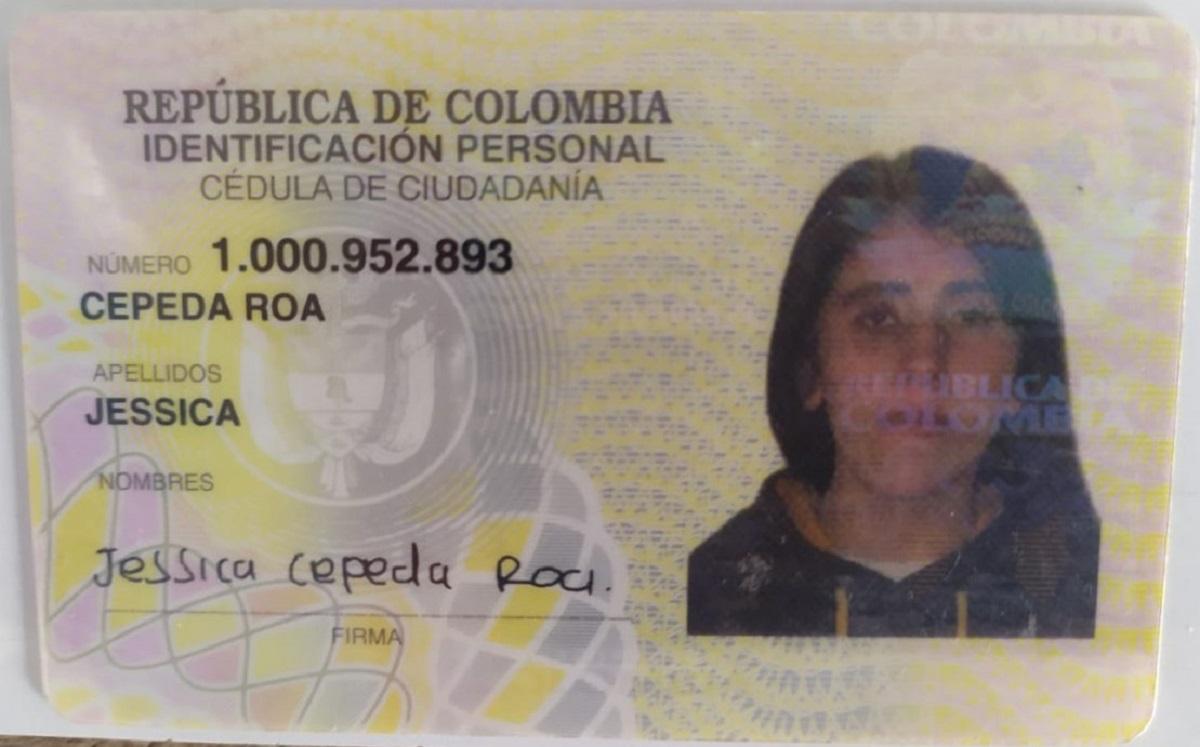 COLOMBIA
REPÚBLICA DE COLOMBIA
IDENTIFICACIÓN PERSONAL
CÉDULA DE CIUDADANÍA
NÚMERO 1.000.952.893
CEPEDA ROA
APELLIDOS
JESSICA
NOMBRES
Jessica Cepeda Roa.
FIRMA
REPÚBLICA DE
COLOMBIA